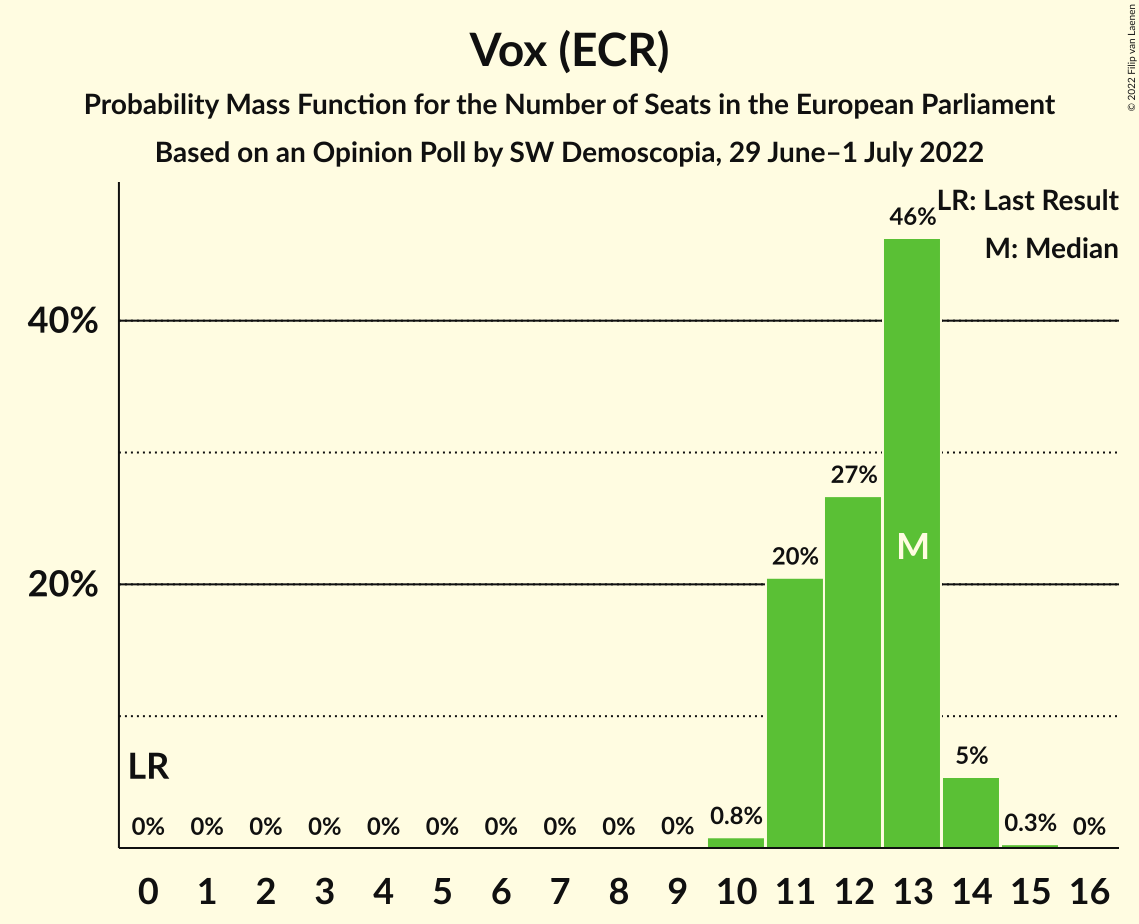 Vox (ECR)
Probability Mass Function for the Number of Seats in the European Parliament
Based on an Opinion Poll by SW Demoscopia, 29 June–1 July 2022
© 2022 Filip van Laenen
LR: Last Result
M: Median
46%
40%
27%
M
20%
20%
LR
5%
0% 0% 0% 0% 0% 0% 0% 0% 0% 0% 0.8% 0.3% 0%
0 1 2 3 4 5 6 7 8 9 10 11 12 13 14 15 16